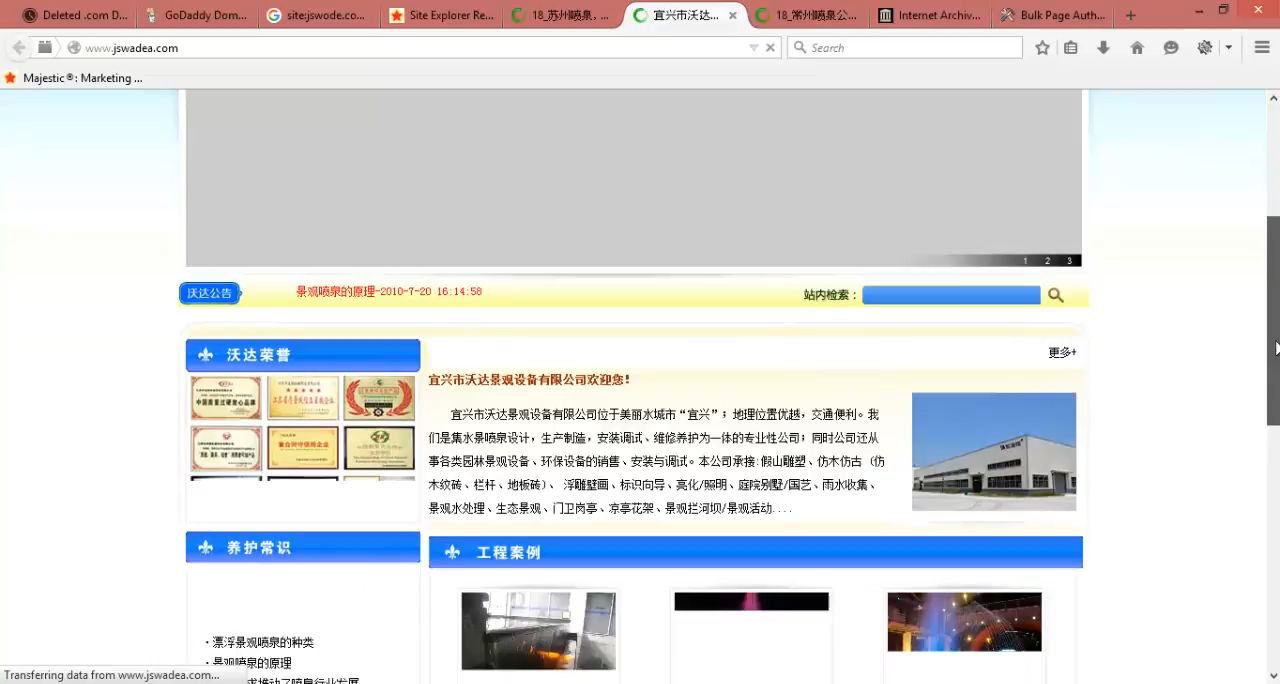 Deleted .com D...
GoDaddy Dom...
site:jswode.co...
Site Explorer Re...
18_苏州喷泉, ...
宜兴市沃达...
18_常州喷泉公...
Internet Archiv...
Bulk Page Auth...
www.jswadea.com
Search
Majestic®: Marketing ...
1 2 3
沃达公告
景观喷泉的原理-2010-7-20 16:14:58
站内检索：
沃达荣誉
更多+
宜兴市沃达景观设备有限公司欢迎您！
宜兴市沃达景观设备有限公司位于美丽水城市“宜兴”；地理位置优越，交通便利。我
们是集水景喷泉设计，生产制造，安装调试、维修养护为一体的专业性公司；同时公司还从
事各类园林景观设备、环保设备的销售、安装与调试。本公司承接:假山雕塑、仿木仿古（仿
木纹砖、栏杆、地板砖）、浮雕壁画、标识向导、亮化/照明、庭院别墅/园艺、雨水收集、
景观水处理、生态景观、门卫岗亭、凉亭花架、景观拦河坝/景观活动....
养护常识
工程案例
·漂浮景观喷泉的种类
·景观喷泉的原理
求推动了喷泉行业发展
Transferring data from www.jswadea.com...